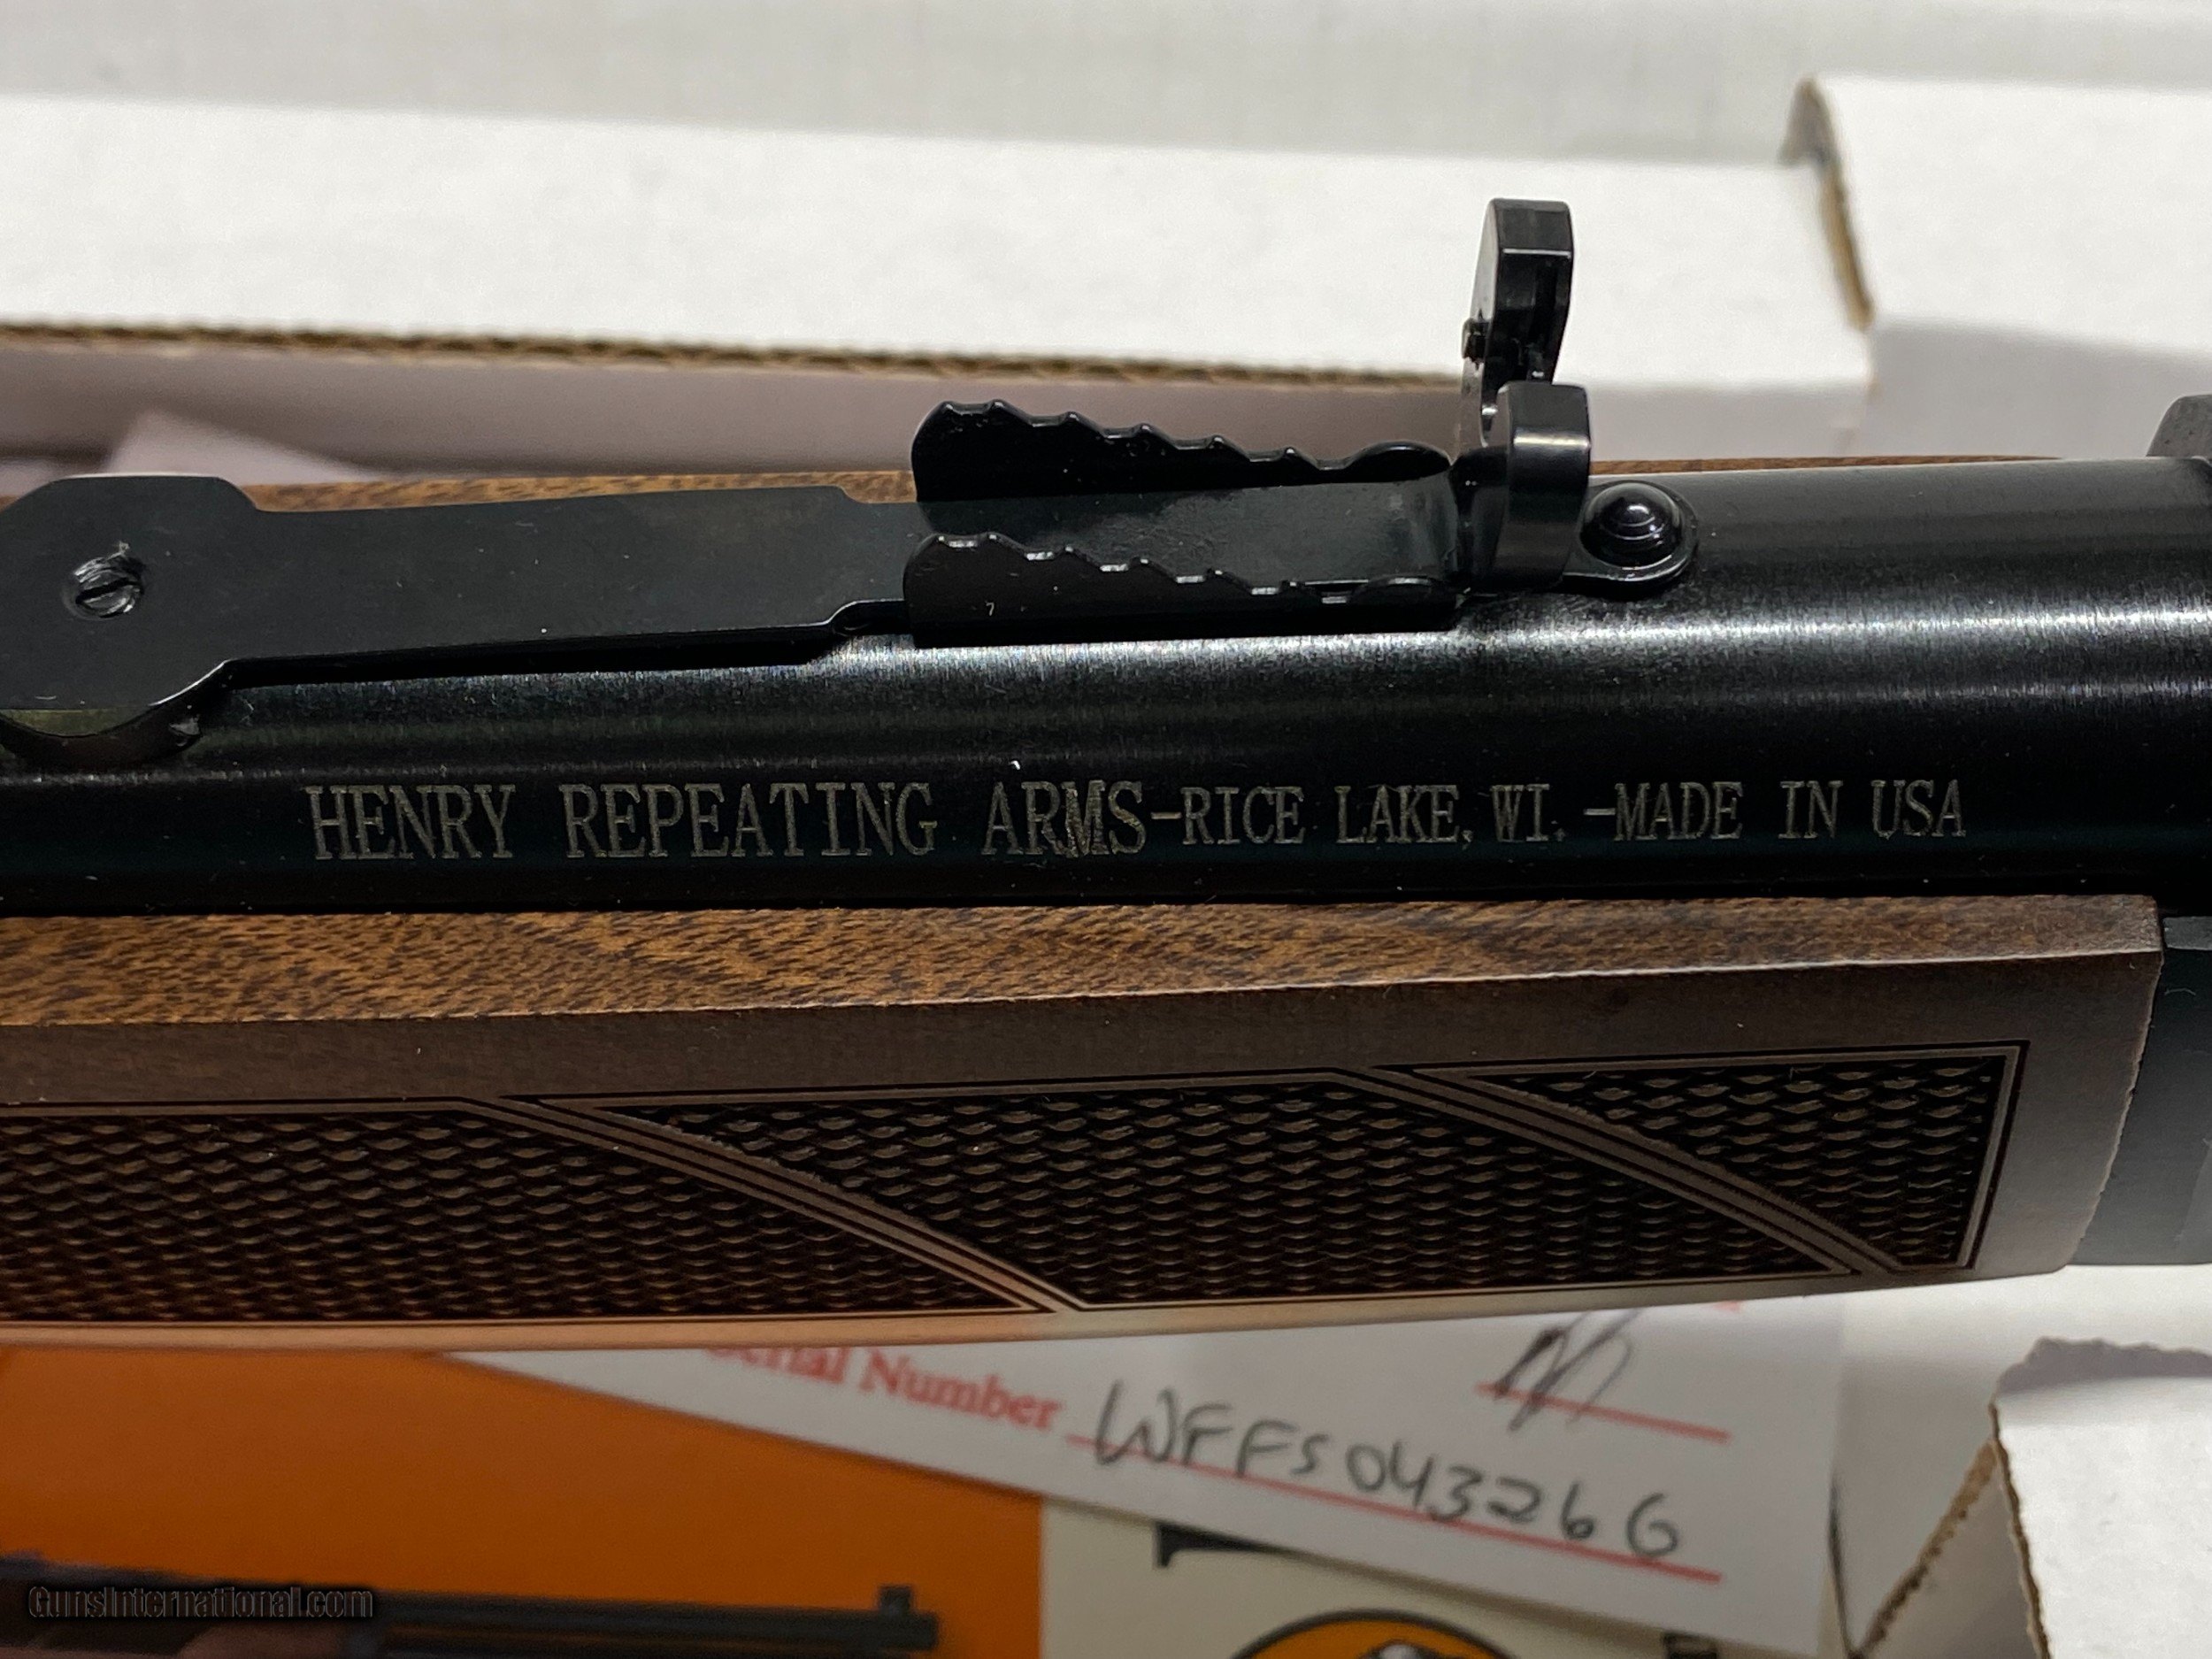 HENRY REPEATING ARMS-RICE LAKE, WI. -MADE IN USA
Serial Number WFFS043266
GunsInternational.com